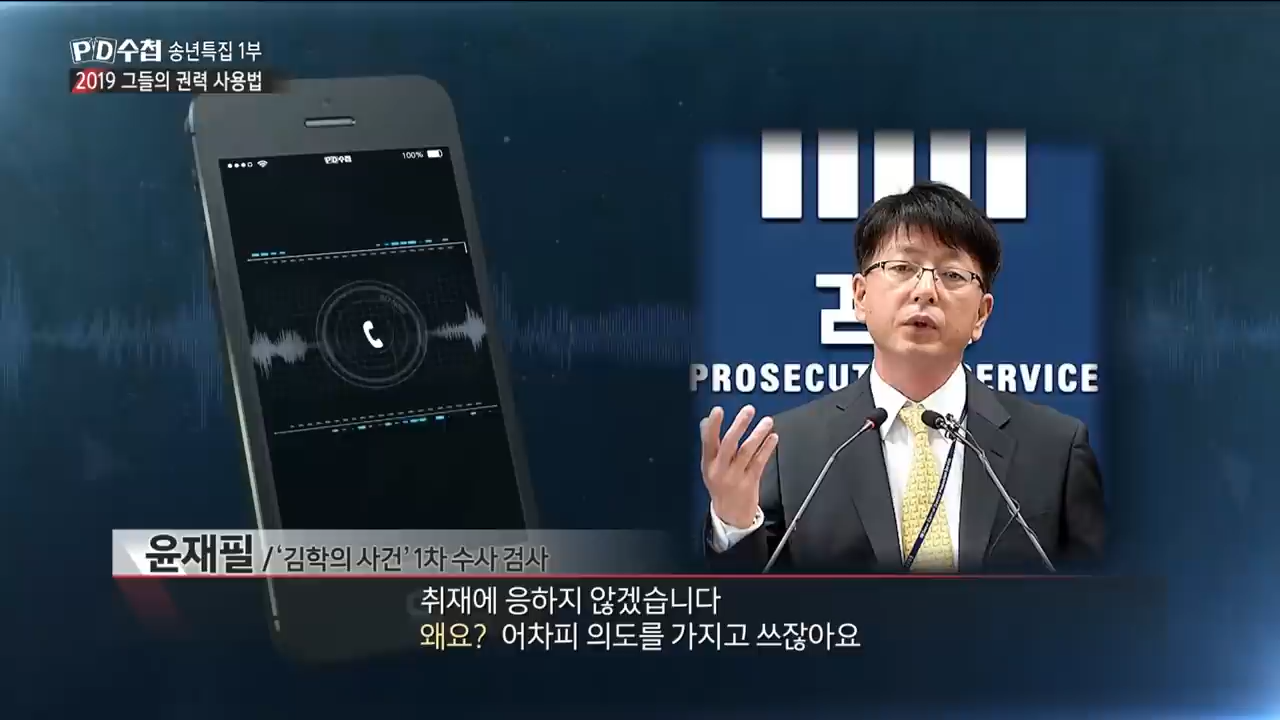 PD수첩 송년특집 1부
2019 그들의 권력 사용법
PD수첩
100%
검
PROSECUT
ERVICE
윤재필 / '김학의 사건' 1차 수사 검사
취재에 응하지 않겠습니다
왜요? 어차피 의도를 가지고 쓰잖아요